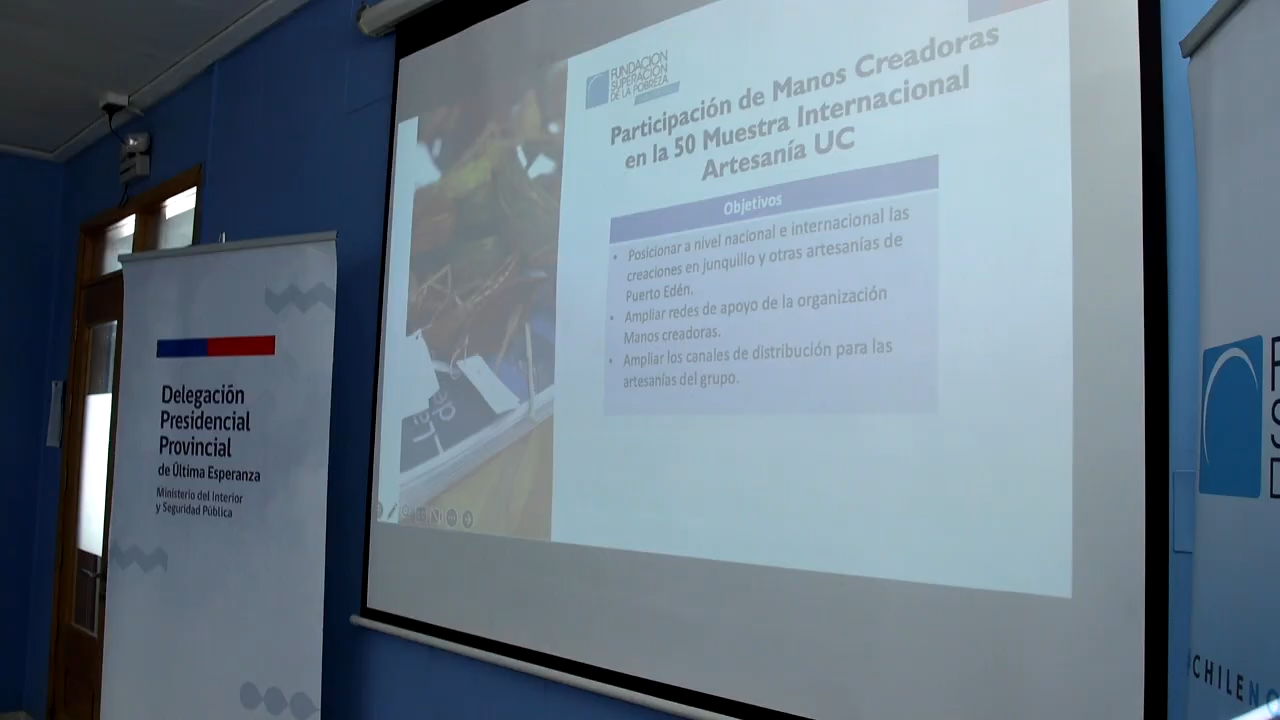 FUNDACION
SUPERACION
DE LA POBREZA
Participación de Manos Creadoras
en la 50 Muestra Internacional
Artesanía UC
Objetivos
• Posicionar a nivel nacional e internacional las
creaciones en junquillo y otras artesanías de
Puerto Edén.
• Ampliar redes de apoyo de la organización
Manos creadoras.
• Ampliar los canales de distribución para las
artesanías del grupo.
Delegación
Presidencial
Provincial
de Última Esperanza
Ministerio del Interior
y Seguridad Pública
CHILENO